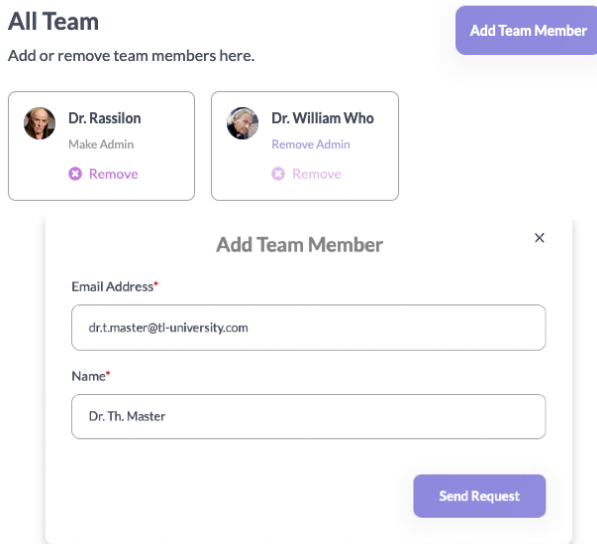 All Team
Add Team Member
Add or remove team members here.
Dr. Rassilon
Make Admin
Remove
Dr. William Who
Remove Admin
Remove
Add Team Member
Email Address*
dr.t.master@tl-university.com
Name*
Dr. Th. Master
Send Request